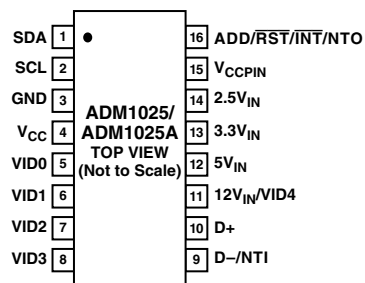 SDA 1
SCL 2
GND 3
VCC 4
VID0 5
VID1 6
VID2 7
VID3 8
ADM1025/
ADM1025A
TOP VIEW
(Not to Scale)
16 ADD/RST/INT/NTO
15 VCCPIN
14 2.5VIN
13 3.3VIN
12 5VIN
11 12VIN/VID4
10 D+
9 D–/NTI